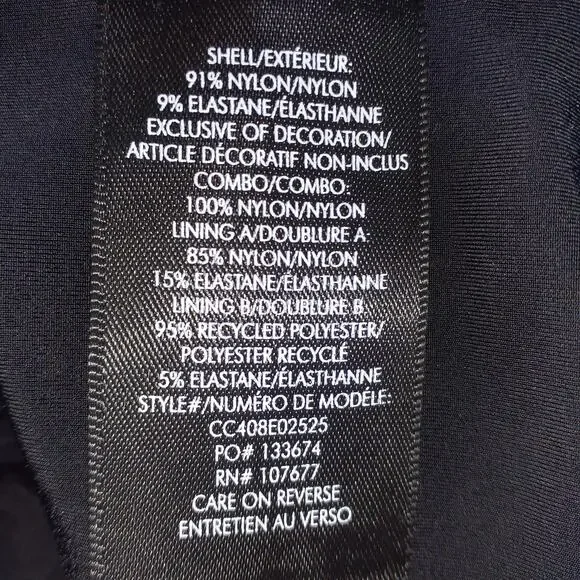 SHELL/EXTÉRIEUR:
91% NYLON/NYLON
9% ELASTANE/ÉLASTHANNE
EXCLUSIVE OF DECORATION/
ARTICLE DÉCORATIF NON-INCLUS
COMBO/COMBO:
100% NYLON/NYLON
LINING A/DOUBLURE A:
85% NYLON/NYLON
15% ELASTANE/ÉLASTHANNE
LINING B/DOUBLURE B:
95% RECYCLED POLYESTER/
POLYESTER RECYCLÉ
5% ELASTANE/ÉLASTHANNE
STYLE#/NUMÉRO DE MODÈLE:
CC408E02525
PO# 133674
RN# 107677
CARE ON REVERSE
ENTRETIEN AU VERSO